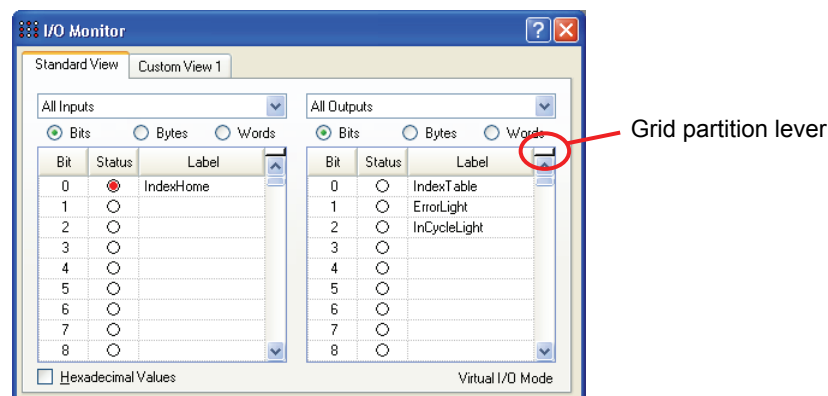 I/O Monitor
Standard View Custom View 1
All Inputs All Outputs
Bits Bytes Words Bits Bytes Words
Grid partition lever
Bit Status Label Bit Status Label
0 IndexHome 0 IndexTable
1 1 ErrorLight
2 2 InCycleLight
3 3
4 4
5 5
6 6
7 7
8 8
Hexadecimal Values Virtual I/O Mode